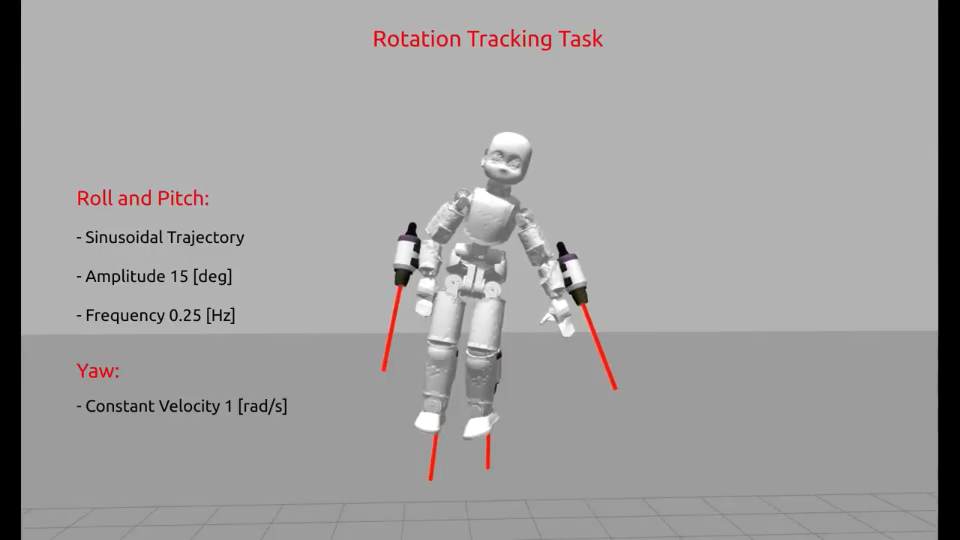 Rotation Tracking Task
Roll and Pitch:
- Sinusoidal Trajectory
- Amplitude 15 [deg]
- Frequency 0.25 [Hz]
Yaw:
- Constant Velocity 1 [rad/s]